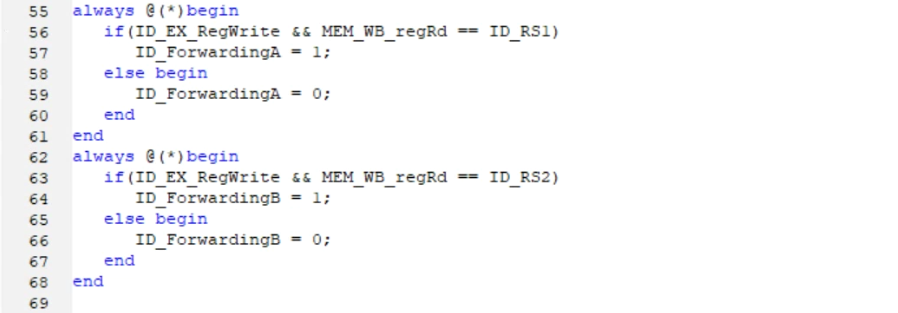 55 always @(*)begin
56 if(ID_EX_RegWrite && MEM_WB_regRd == ID_RS1)
57 ID_ForwardingA = 1;
58 else begin
59 ID_ForwardingA = 0;
60 end
61 end
62 always @(*)begin
63 if(ID_EX_RegWrite && MEM_WB_regRd == ID_RS2)
64 ID_ForwardingB = 1;
65 else begin
66 ID_ForwardingB = 0;
67 end
68 end
69